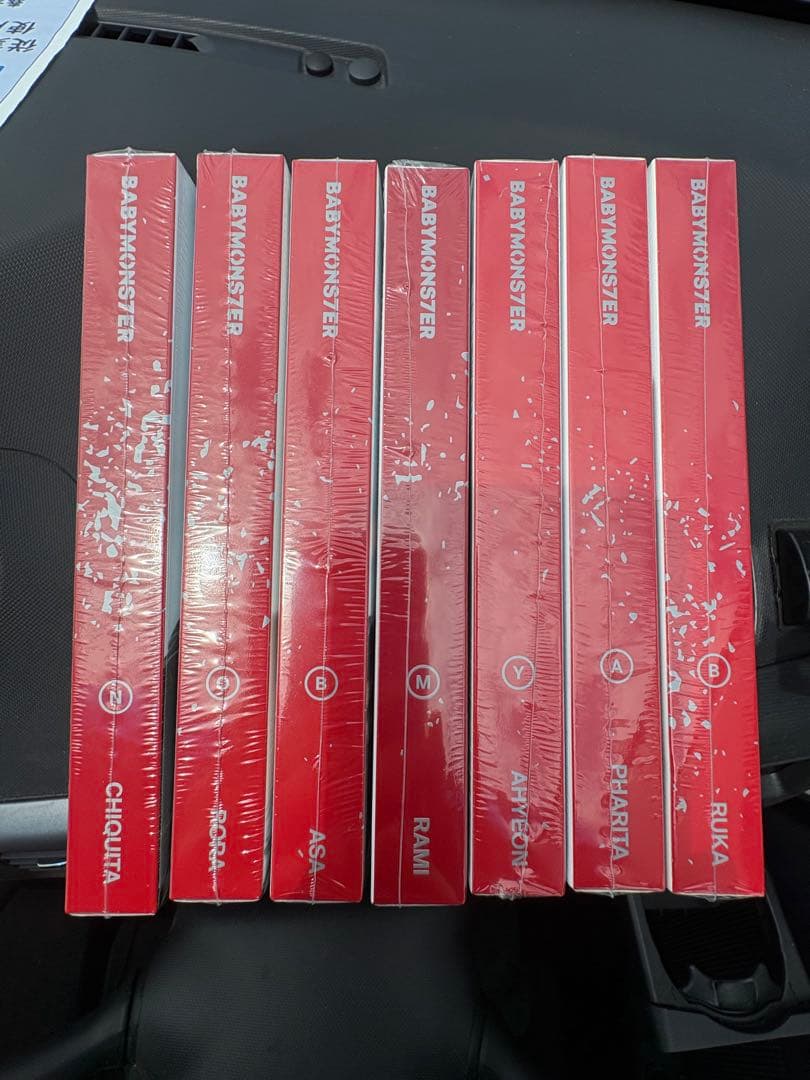 BABYMONS7ER
N
CHIQUITA
BABYMONS7ER
RORA
BABYMONS7ER
B
ASA
BABYMONS7ER
M
RAMI
BABYMONS7ER
Y
AHYEON
BABYMONS7ER
A
PHARITA
BABYMONS7ER
B
RUKA